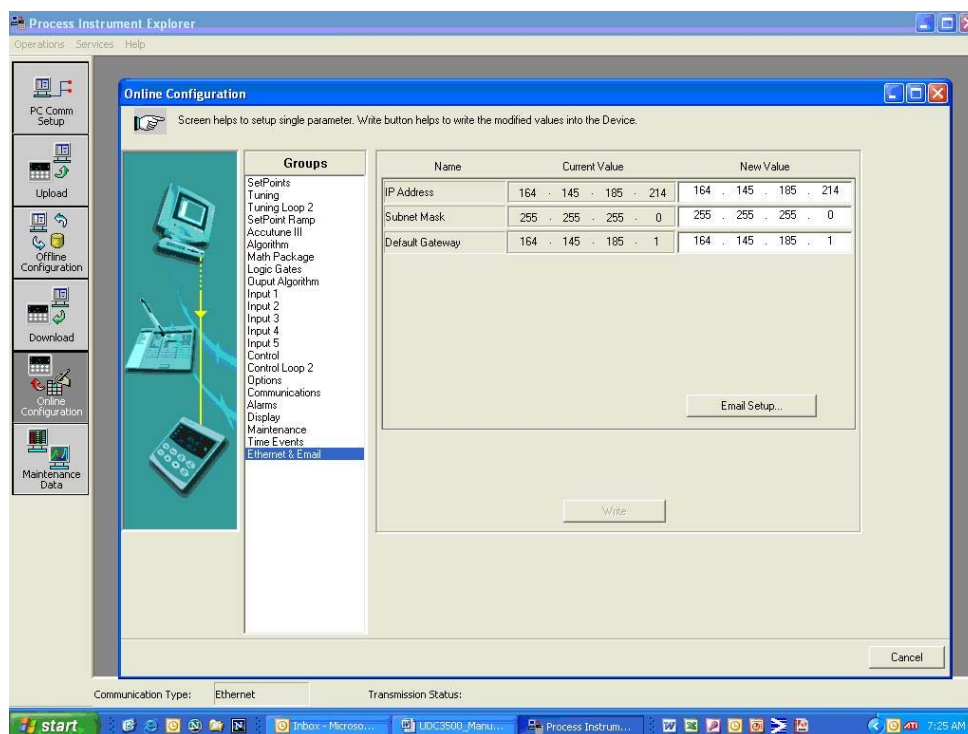 Process Instrument Explorer
Operations Services Help
PC Comm
Setup
Upload
Offline
Configuration
Download
Online
Configuration
Maintenance
Data
Online Configuration
Screen helps to setup single parameter. Write button helps to write the modified values into the Device.
Groups
SetPoints
Tuning
Tuning Loop 2
SetPoint Ramp
Accutune III
Algorithm
Math Package
Logic Gates
Ouput Algorithm
Input 1
Input 2
Input 3
Input 4
Input 5
Control
Control Loop 2
Options
Communications
Alarms
Display
Maintenance
Time Events
Ethernet & Email
Name Current Value New Value
IP Address 164 . 145 . 185 . 214 164 . 145 . 185 . 214
Subnet Mask 255 . 255 . 255 . 0 255 . 255 . 255 . 0
Default Gateway 164 . 145 . 185 . 1 164 . 145 . 185 . 1
Email Setup...
Write
Cancel
Communication Type: Ethernet Transmission Status:
start Inbox - Microso... UDC3500_Manu... Process Instrum... 7:25 AM